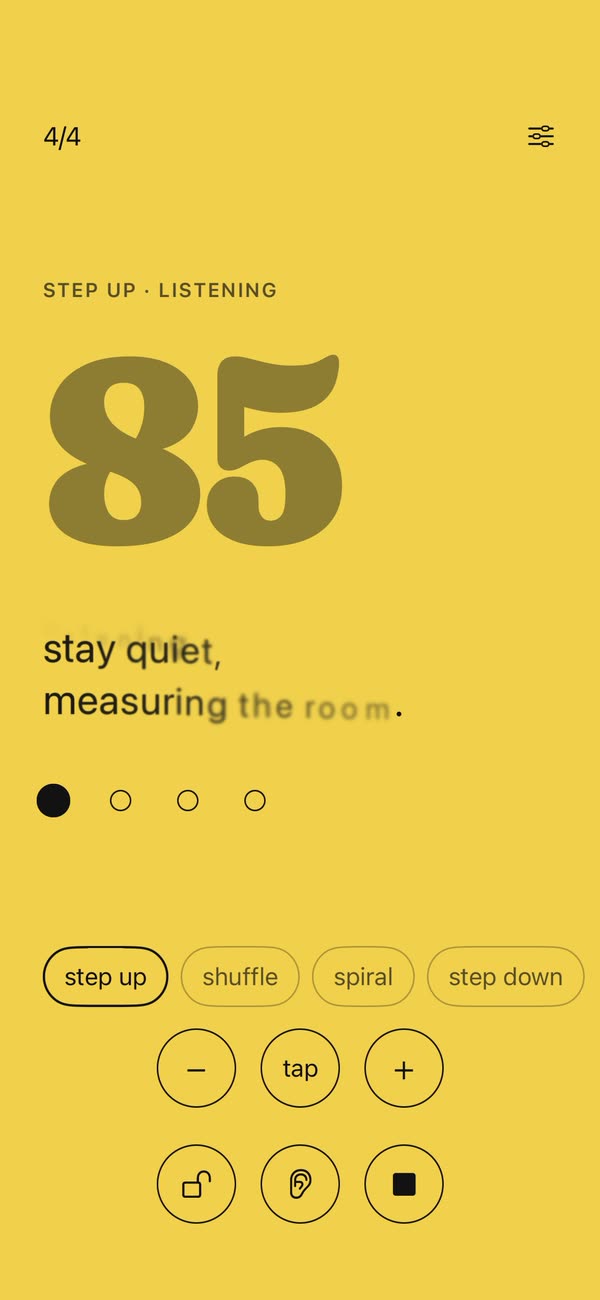 4/4
STEP UP · LISTENING
85
stay quiet,
measuring the room.
step up
shuffle
spiral
step down
−
tap
+